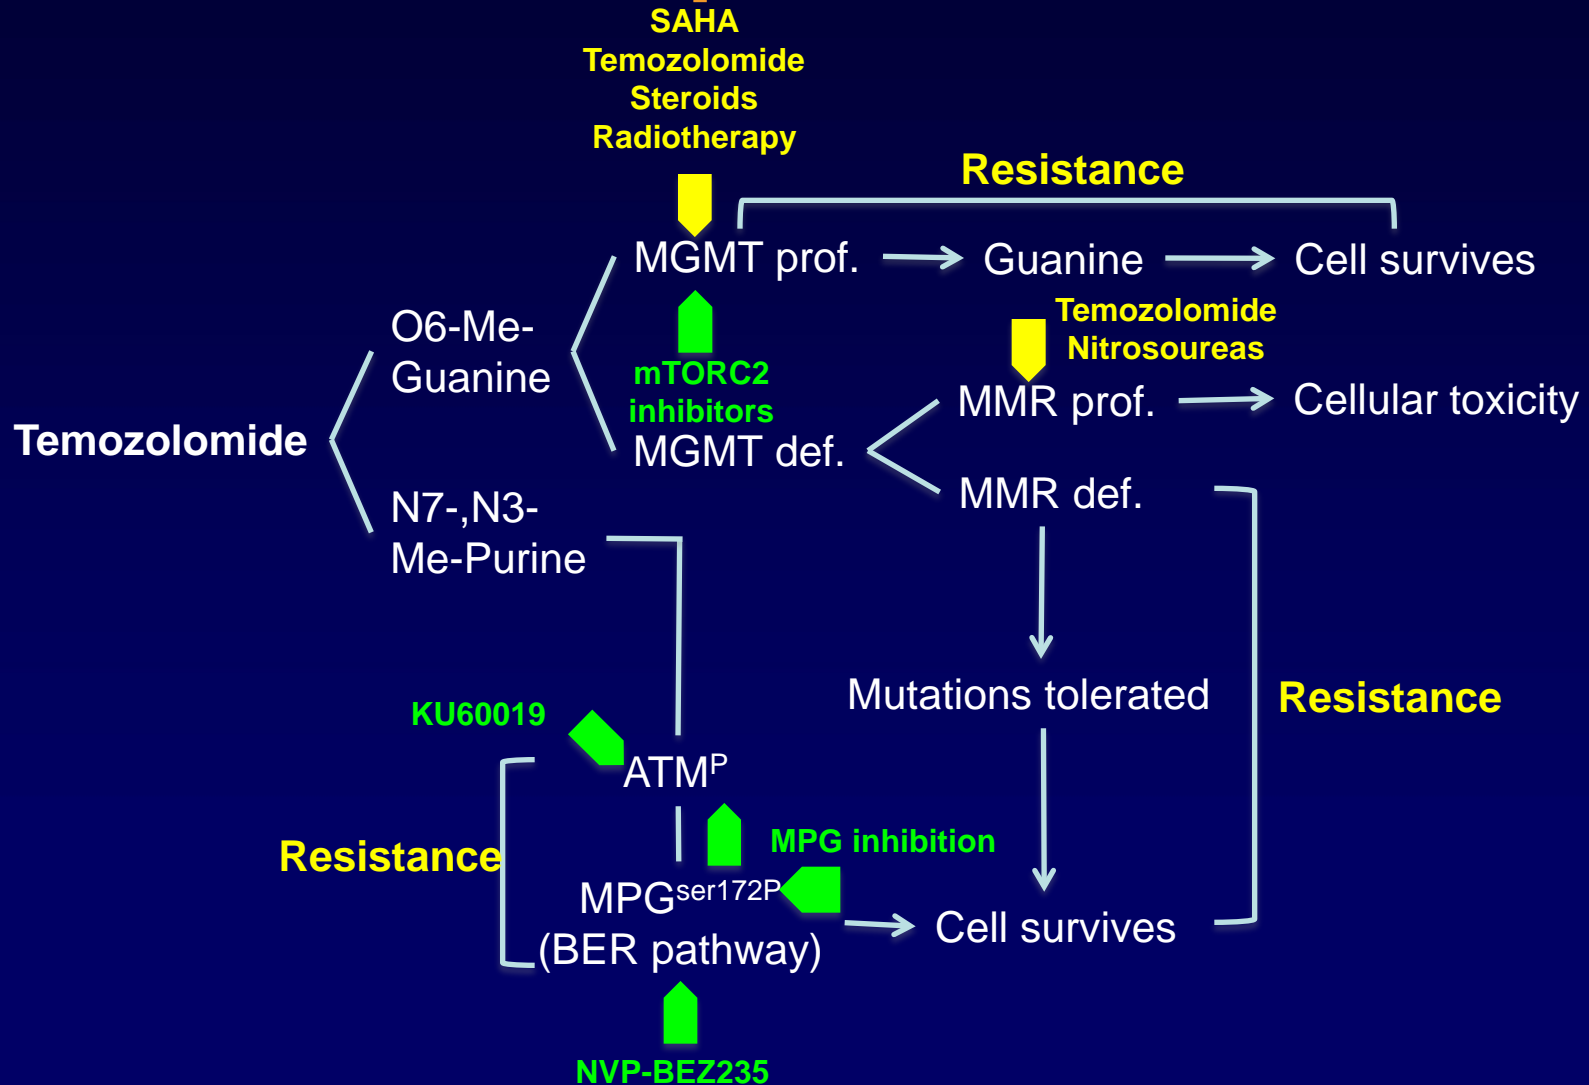 SAHA
Temozolomide
Steroids
Radiotherapy
Resistance
MGMT prof.
Guanine
Cell survives
O6-Me-
Guanine
mTORC2
inhibitors
Temozolomide
Nitrosoureas
MMR prof.
Cellular toxicity
Temozolomide
MGMT def.
MMR def.
N7-,N3-
Me-Purine
Mutations tolerated
Resistance
KU60019
ATMP
Resistance
MPG inhibition
MPGser172P
(BER pathway)
Cell survives
NVP-BEZ235